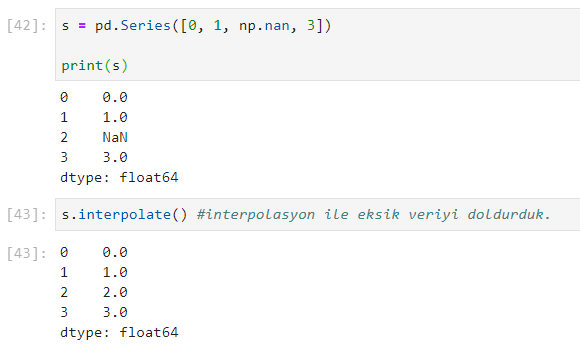 [42]: s = pd.Series([0, 1, np.nan, 3])
print(s)
0 0.0
1 1.0
2 NaN
3 3.0
dtype: float64
[43]: s.interpolate() #interpolasyon ile eksik veriyi doldurduk.
[43]: 0 0.0
1 1.0
2 2.0
3 3.0
dtype: float64